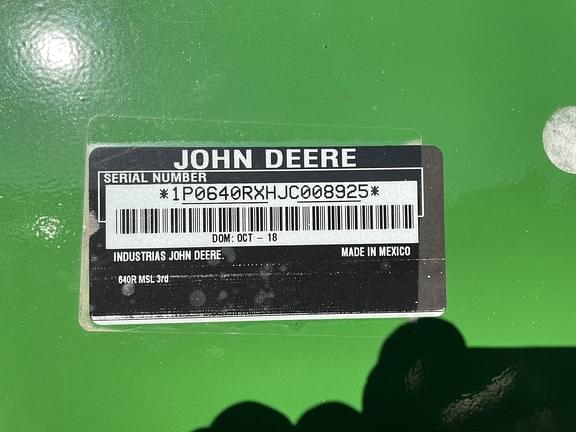 JOHN DEERE
SERIAL NUMBER
*1P0640RXHJC008925*
DOM: OCT - 18
INDUSTRIAS JOHN DEERE. MADE IN MEXICO
640R MSL 3rd